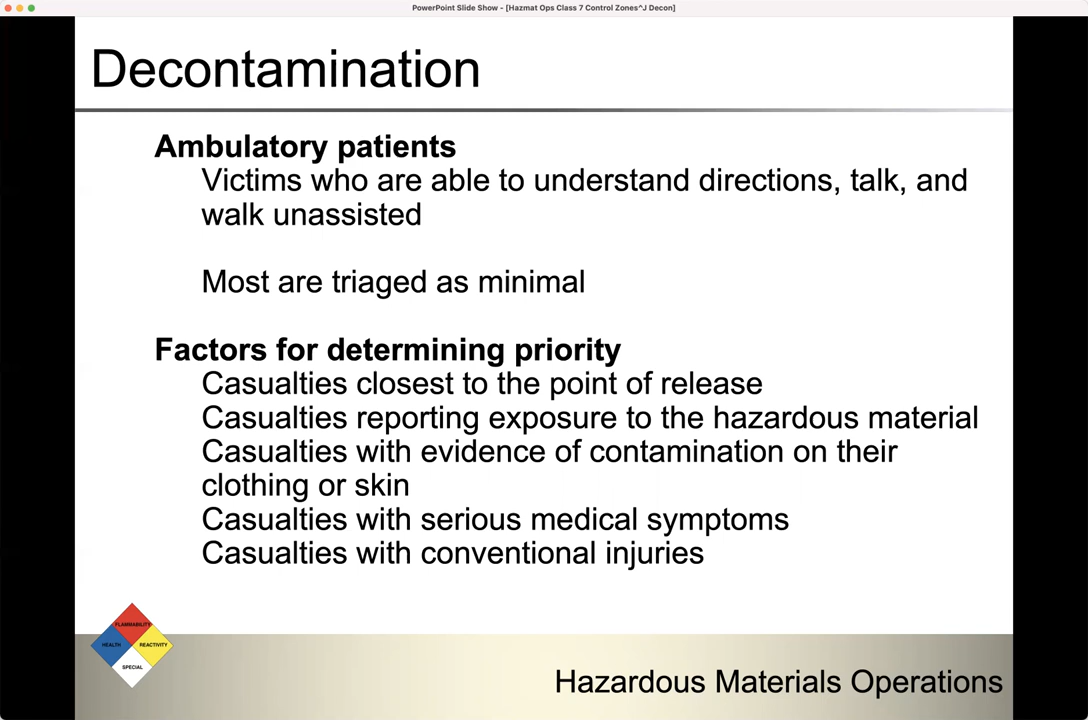 PowerPoint Slide Show - [Hazmat Ops Class 7 Control Zones^J Decon]
Decontamination
Ambulatory patients
Victims who are able to understand directions, talk, and
walk unassisted
Most are triaged as minimal
Factors for determining priority
Casualties closest to the point of release
Casualties reporting exposure to the hazardous material
Casualties with evidence of contamination on their
clothing or skin
Casualties with serious medical symptoms
Casualties with conventional injuries
FLAMMABILITY
HEALTH
REACTIVITY
SPECIAL
Hazardous Materials Operations